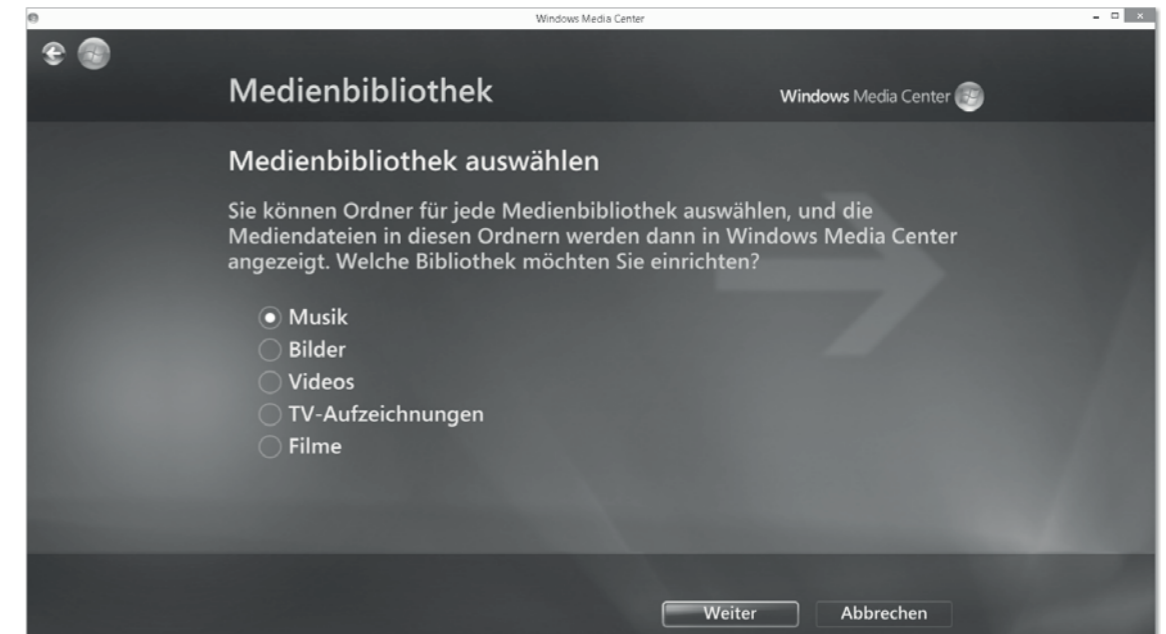 Windows Media Center
Medienbibliothek
Windows Media Center
Medienbibliothek auswählen
Sie können Ordner für jede Medienbibliothek auswählen, und die
Mediendateien in diesen Ordnern werden dann in Windows Media Center
angezeigt. Welche Bibliothek möchten Sie einrichten?
Musik
Bilder
Videos
TV-Aufzeichnungen
Filme
Weiter
Abbrechen